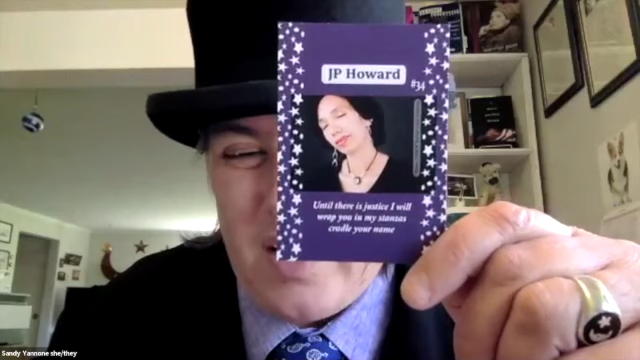 JP Howard
#34
Until there is justice I will
wrap you in my stanzas
cradle your name
Sandy Yannone she/they